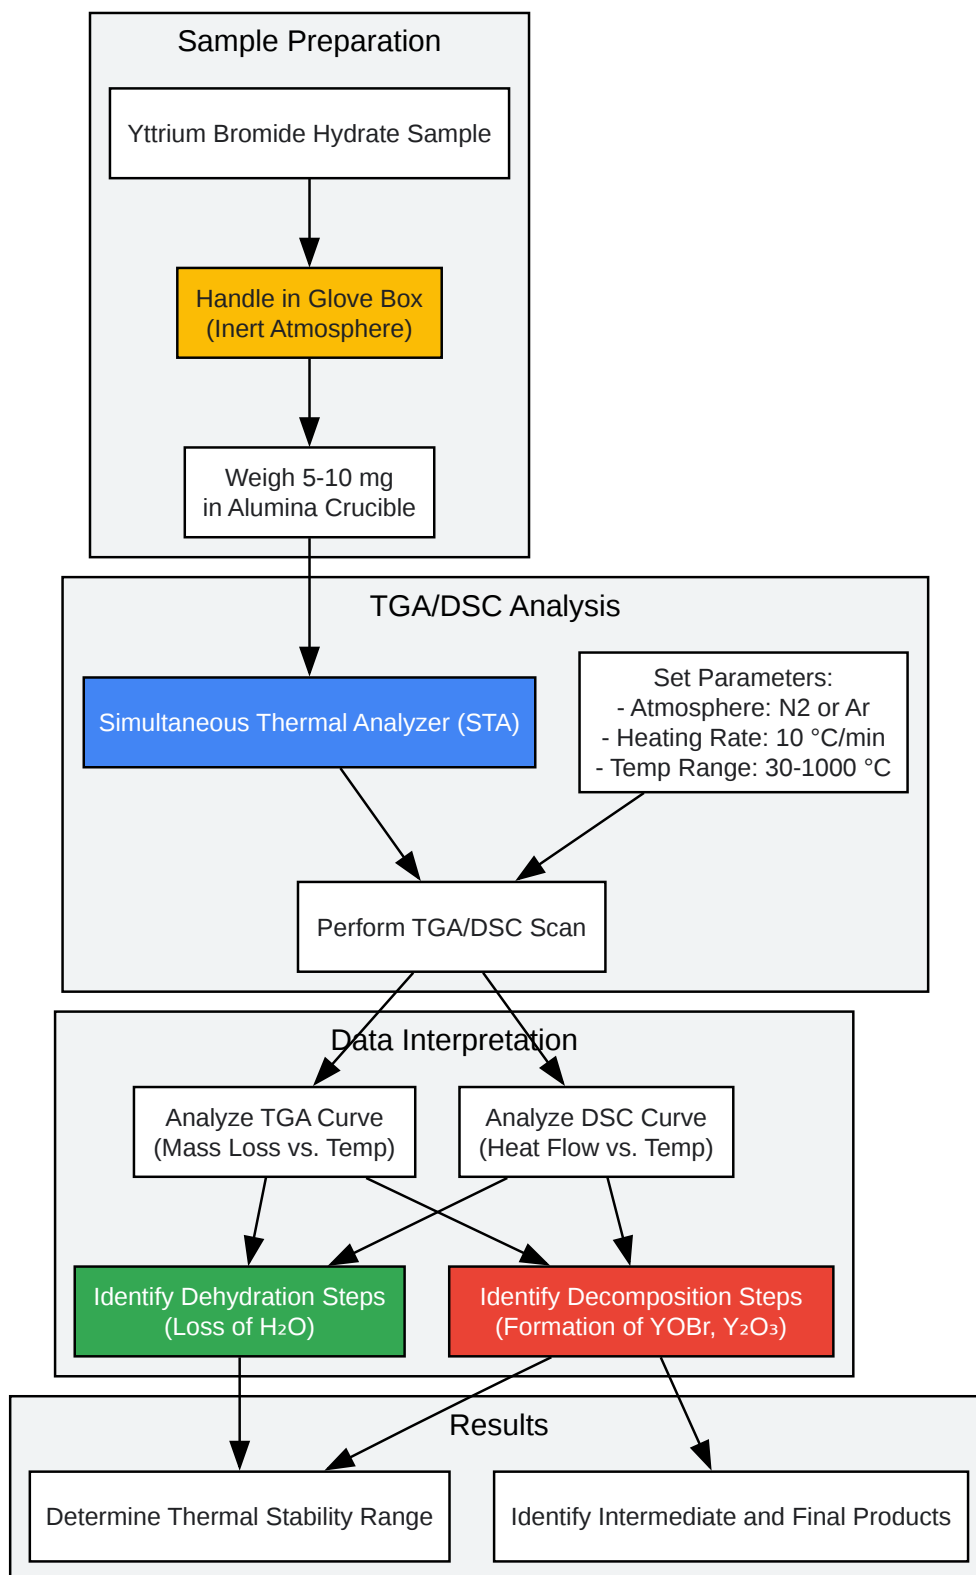 Sample Preparation
Yttrium Bromide Hydrate Sample
Handle in Glove Box
(Inert Atmosphere)
Weigh 5-10 mg
in Alumina Crucible
TGA/DSC Analysis
Set Parameters:
- Atmosphere: N2 or Ar
- Heating Rate: 10 °C/min
- Temp Range: 30-1000 °C
Simultaneous Thermal Analyzer (STA)
Perform TGA/DSC Scan
Data Interpretation
Analyze TGA Curve
(Mass Loss vs. Temp)
Analyze DSC Curve
(Heat Flow vs. Temp)
Identify Dehydration Steps
(Loss of H₂O)
Identify Decomposition Steps
(Formation of YOBr, Y₂O₃)
Results
Determine Thermal Stability Range
Identify Intermediate and Final Products